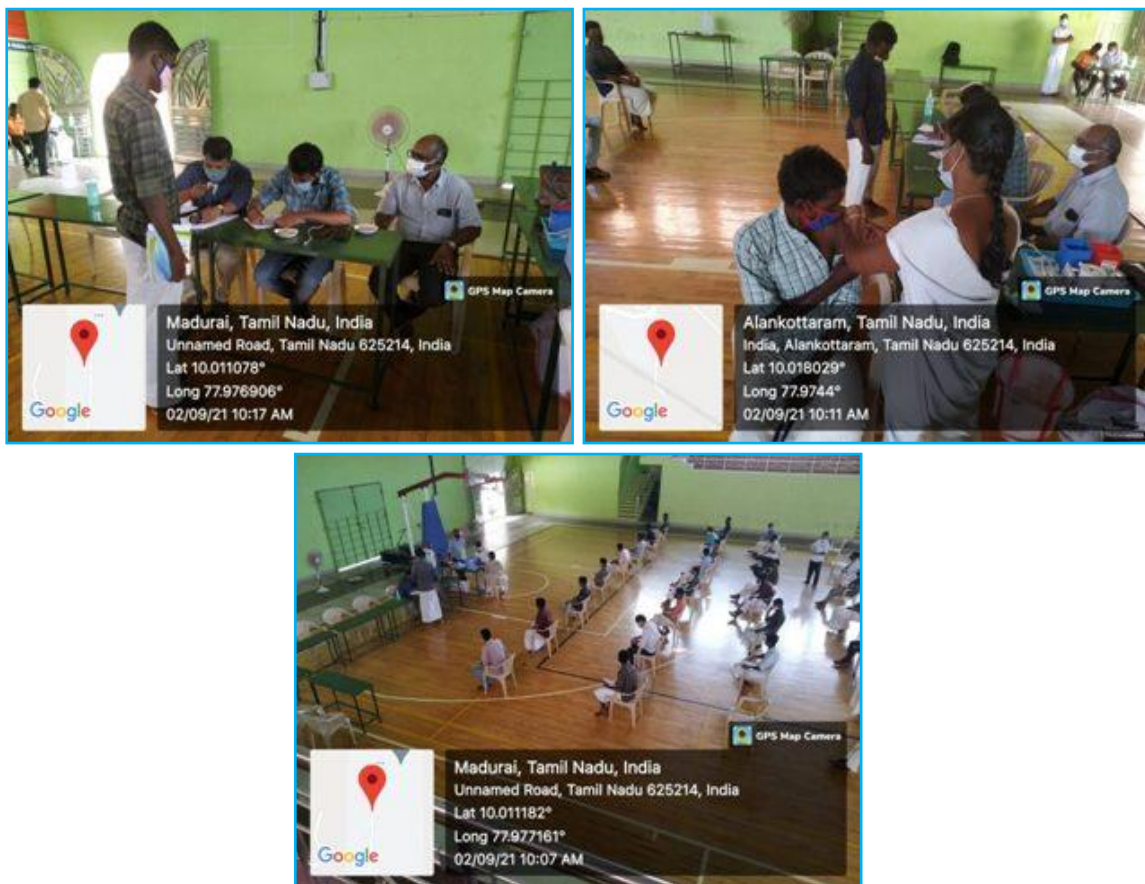 GPS Map Camera
Google
Madurai, Tamil Nadu, India
Unnamed Road, Tamil Nadu 625214, India
Lat 10.011078°
Long 77.976906°
02/09/21 10:17 AM
GPS Map Camera
Google
Alankottaram, Tamil Nadu, India
India, Alankottaram, Tamil Nadu 625214, India
Lat 10.018029°
Long 77.9744°
02/09/21 10:11 AM
GPS Map Camera
Google
Madurai, Tamil Nadu, India
Unnamed Road, Tamil Nadu 625214, India
Lat 10.011182°
Long 77.977161°
02/09/21 10:07 AM